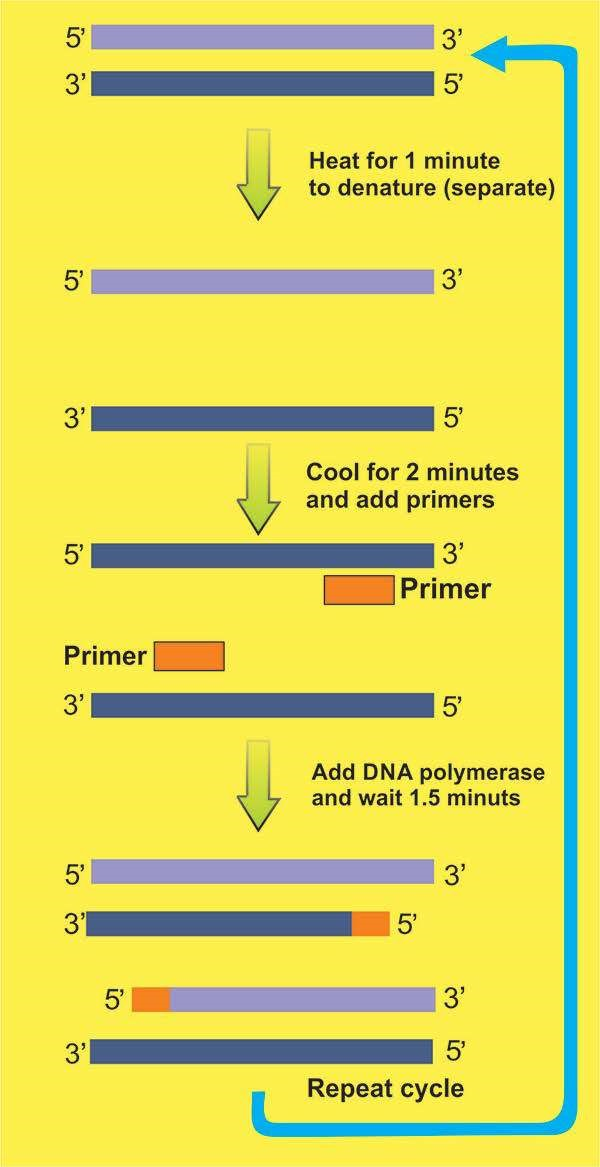 5’ 3’
3’ 5’
Heat for 1 minute
to denature (separate)
5’ 3’
3’ 5’
Cool for 2 minutes
and add primers
5’ 3’
Primer
Primer
3’ 5’
Add DNA polymerase
and wait 1.5 minuts
5’ 3’
3’ 5’
5’ 3’
3’ 5’
Repeat cycle